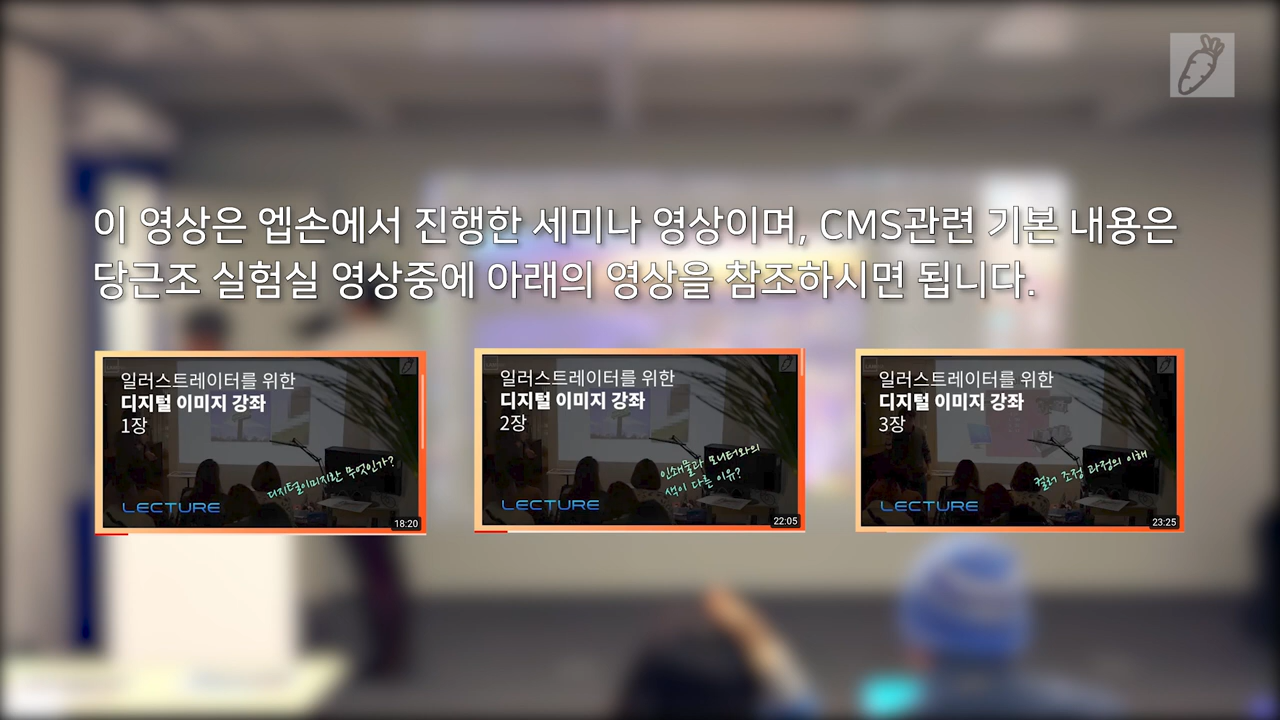 이 영상은 엡손에서 진행한 세미나 영상이며, CMS관련 기본 내용은
당근조 실험실 영상중에 아래의 영상을 참조하시면 됩니다.
일러스트레이터를 위한
디지털 이미지 강좌
1장
디지털이미지란 무엇인가?
LECTURE
18:20
일러스트레이터를 위한
디지털 이미지 강좌
2장
인쇄물과 모니터와의
색이 다른 이유?
LECTURE
22:05
일러스트레이터를 위한
디지털 이미지 강좌
3장
컬러 조정 과정의 이해
LECTURE
23:25